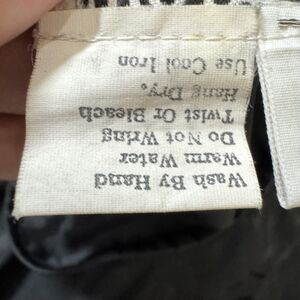 Wash By Hand
Warm Water
Do Not Wring
Twist Or Bleach
Hang Dry,
Use Cool Iron